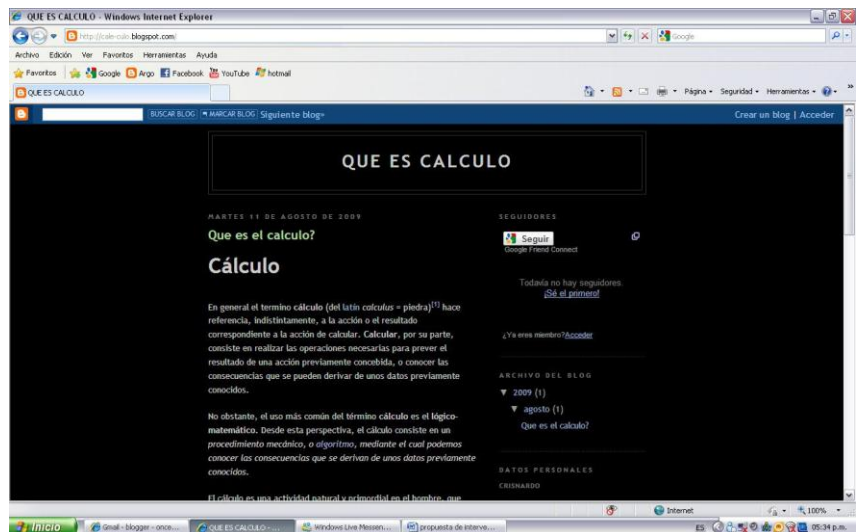 QUE ES CALCULO - Windows Internet Explorer
http://cale-culo.blogspot.com/
Google
Archivo Edición Ver Favoritos Herramientas Ayuda
Favoritos Google Argo Facebook YouTube hotmail
QUE ES CALCULO
Página Seguridad Herramientas
BUSCAR BLOG MARCAR BLOG Siguiente blog»
Crear un blog | Acceder
QUE ES CALCULO
MARTES 11 DE AGOSTO DE 2009
Que es el calculo?
Cálculo
En general el termino cálculo (del latín calculus = piedra)[1] hace
referencia, indistintamente, a la acción o el resultado
correspondiente a la acción de calcular. Calcular, por su parte,
consiste en realizar las operaciones necesarias para prever el
resultado de una acción previamente concebida, o conocer las
consecuencias que se pueden derivar de unos datos previamente
conocidos.
No obstante, el uso más común del término cálculo es el lógico-
matemático. Desde esta perspectiva, el cálculo consiste en un
procedimiento mecánico, o algoritmo, mediante el cual podemos
conocer las consecuencias que se derivan de unos datos previamente
conocidos.
El cálculo es una actividad natural y primordial en el hombre, que
SEGUIDORES
Seguir
Google Friend Connect
Todavía no hay seguidores
¡Sé el primero!
¿Ya eres miembro?Acceder
ARCHIVO DEL BLOG
▼ 2009 (1)
▼ agosto (1)
Que es el calculo?
DATOS PERSONALES
CRISHARDO
Internet
100%
Inicio
Gmail - blogger - once...
QUE ES CALCULO - ...
Windows Live Messen...
propuesta de interve...
ES
05:34 p.m.